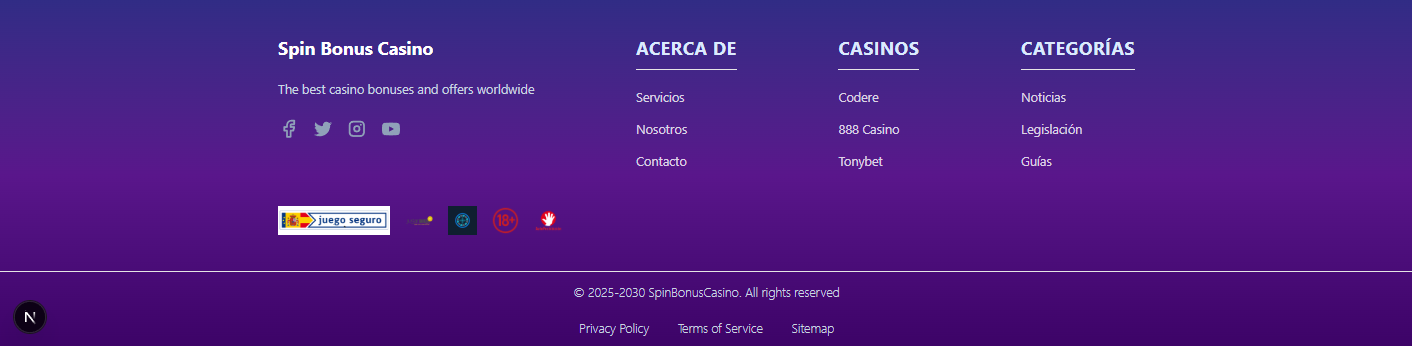 Spin Bonus Casino
The best casino bonuses and offers worldwide
ACERCA DE
Servicios
Nosotros
Contacto
CASINOS
Codere
888 Casino
Tonybet
CATEGORÍAS
Noticias
Legislación
Guías
juego seguro
18+
© 2025-2030 SpinBonusCasino. All rights reserved
Privacy Policy Terms of Service Sitemap
N